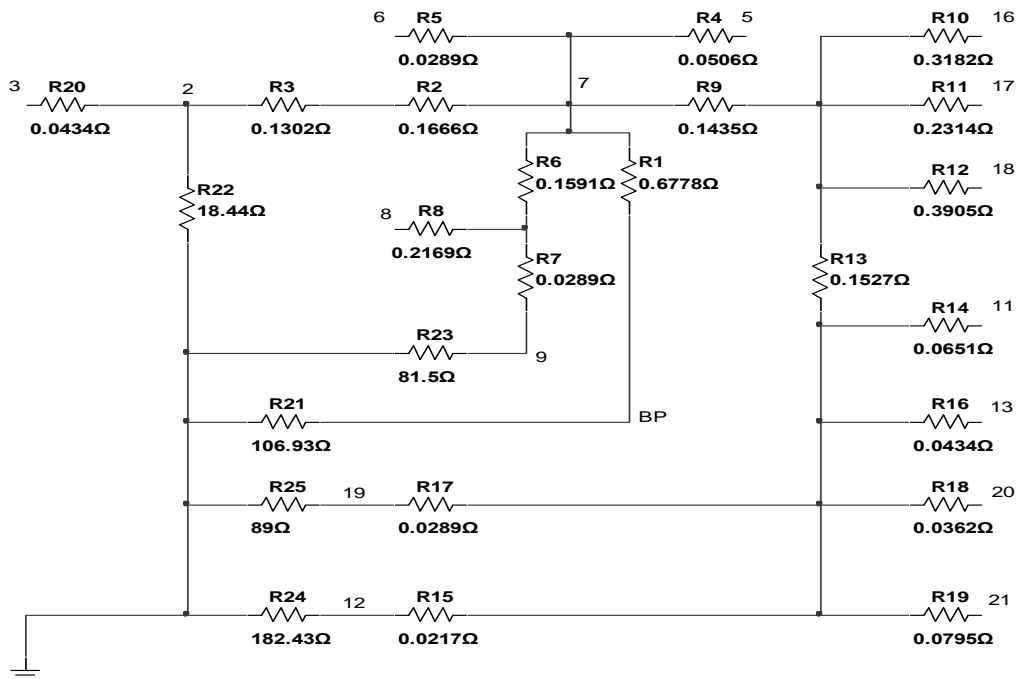 6 R5 R4 5 R10 16
0.0289Ω 0.0506Ω 0.3182Ω
3 R20 2 R3 R2 7 R9 R11 17
0.0434Ω 0.1302Ω 0.1666Ω 0.1435Ω 0.2314Ω
R22 R6 R1 R12 18
18.44Ω 0.1591Ω 0.6778Ω 0.3905Ω
8 R8
0.2169Ω
R7 R13
0.0289Ω 0.1527Ω
R14 11
0.0651Ω
R23 9
81.5Ω
R21 BP R16 13
106.93Ω 0.0434Ω
R25 19 R17 R18 20
89Ω 0.0289Ω 0.0362Ω
R24 12 R15 R19 21
182.43Ω 0.0217Ω 0.0795Ω